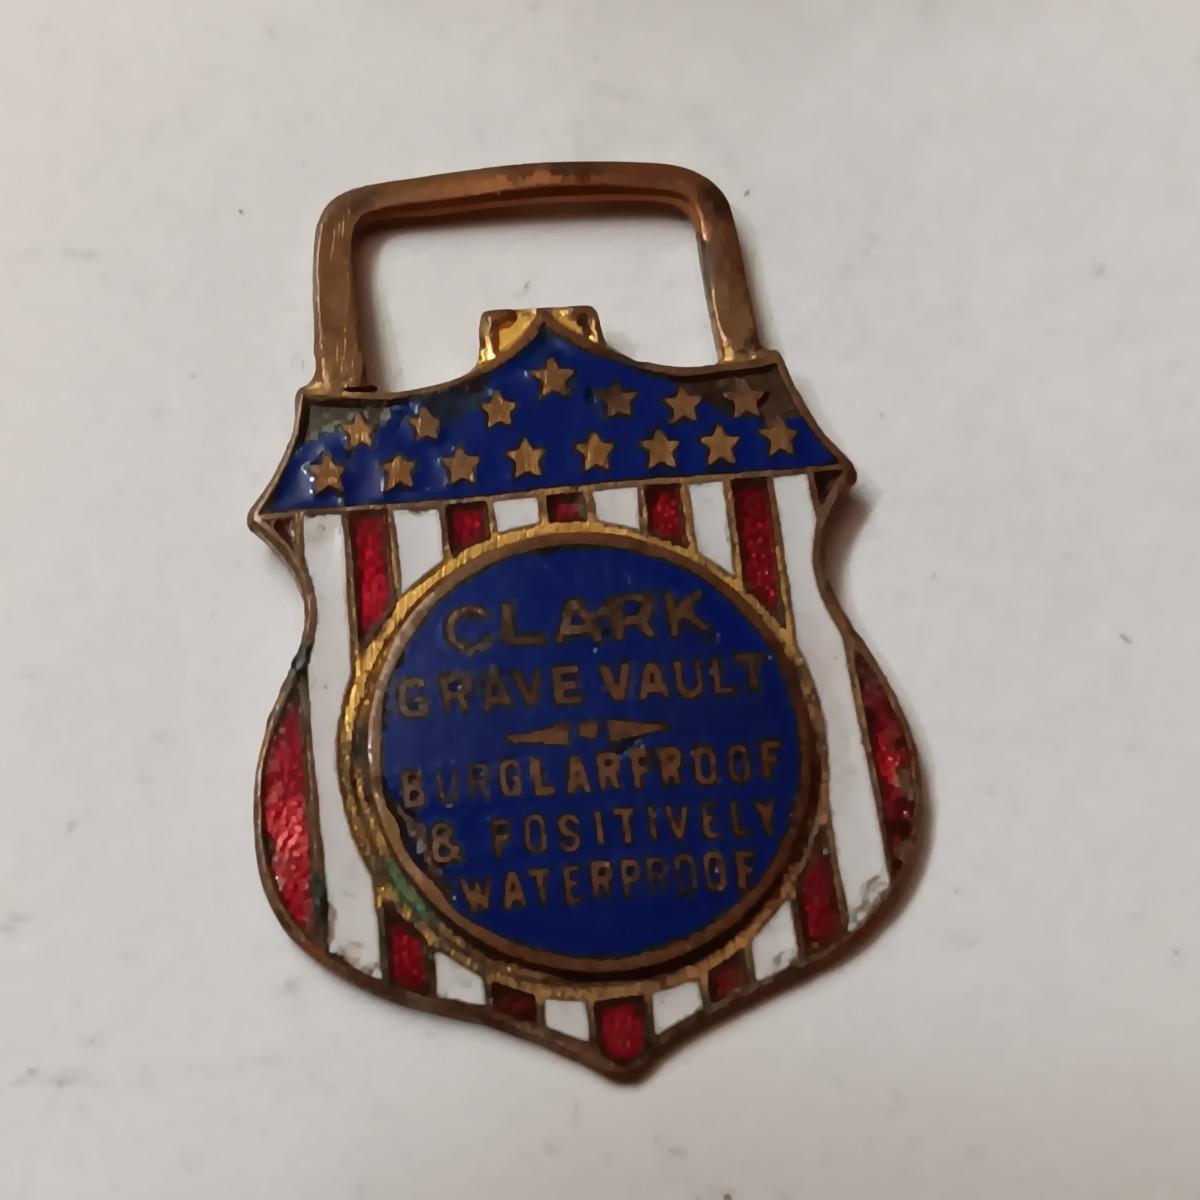 CLARK
GRAVE VAULT
BURGLARPROOF
& POSITIVELY
WATERPROOF